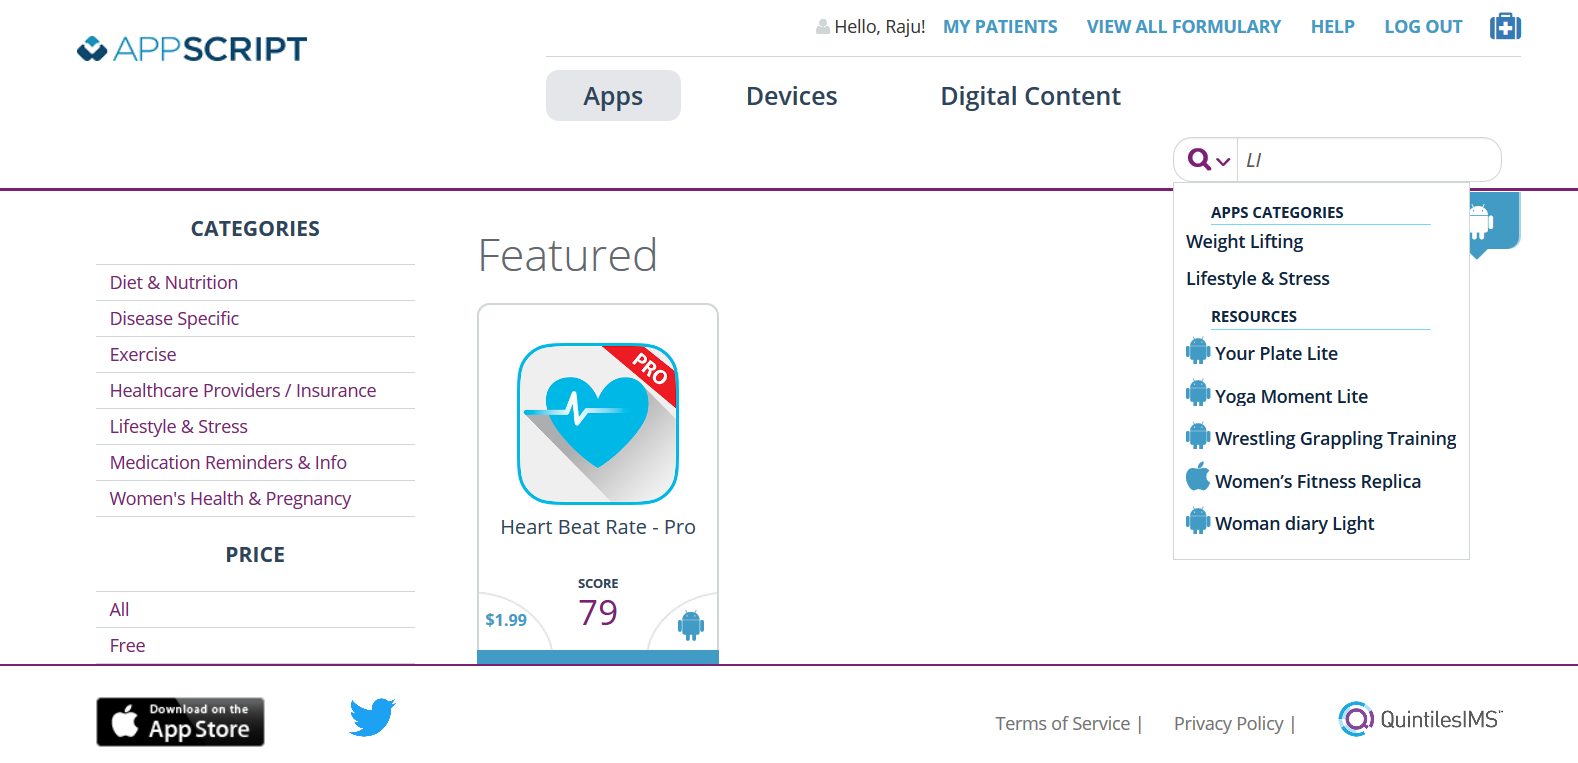 APPSCRIPT
Hello, Raju! MY PATIENTS VIEW ALL FORMULARY HELP LOG OUT
Apps Devices Digital Content
LI
CATEGORIES
Diet & Nutrition
Disease Specific
Exercise
Healthcare Providers / Insurance
Lifestyle & Stress
Medication Reminders & Info
Women's Health & Pregnancy
PRICE
All
Free
Featured
PRO
Heart Beat Rate - Pro
SCORE
79
$1.99
APPS CATEGORIES
Weight Lifting
Lifestyle & Stress
RESOURCES
Your Plate Lite
Yoga Moment Lite
Wrestling Grappling Training
Women’s Fitness Replica
Woman diary Light
Download on the
App Store
Terms of Service | Privacy Policy |
QuintilesIMS™